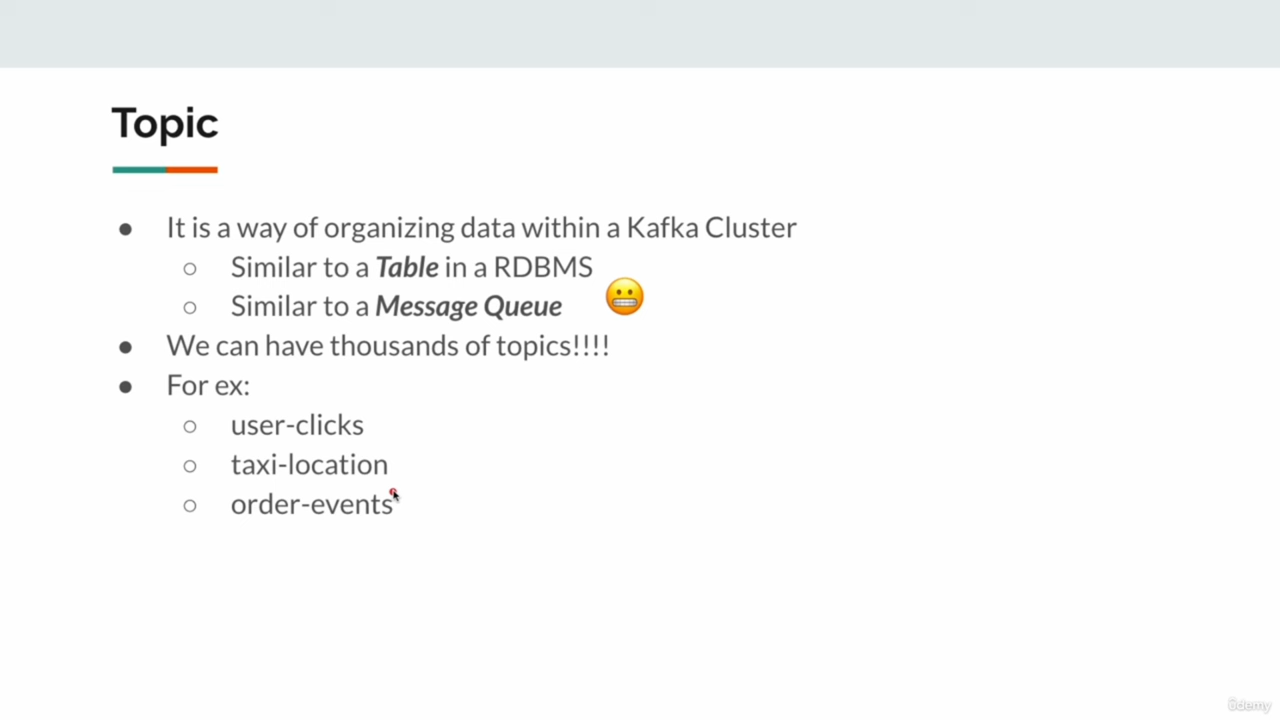 Topic
● It is a way of organizing data within a Kafka Cluster
○ Similar to a Table in a RDBMS
○ Similar to a Message Queue
● We can have thousands of topics!!!!
● For ex:
○ user-clicks
○ taxi-location
○ order-events
ûdemy